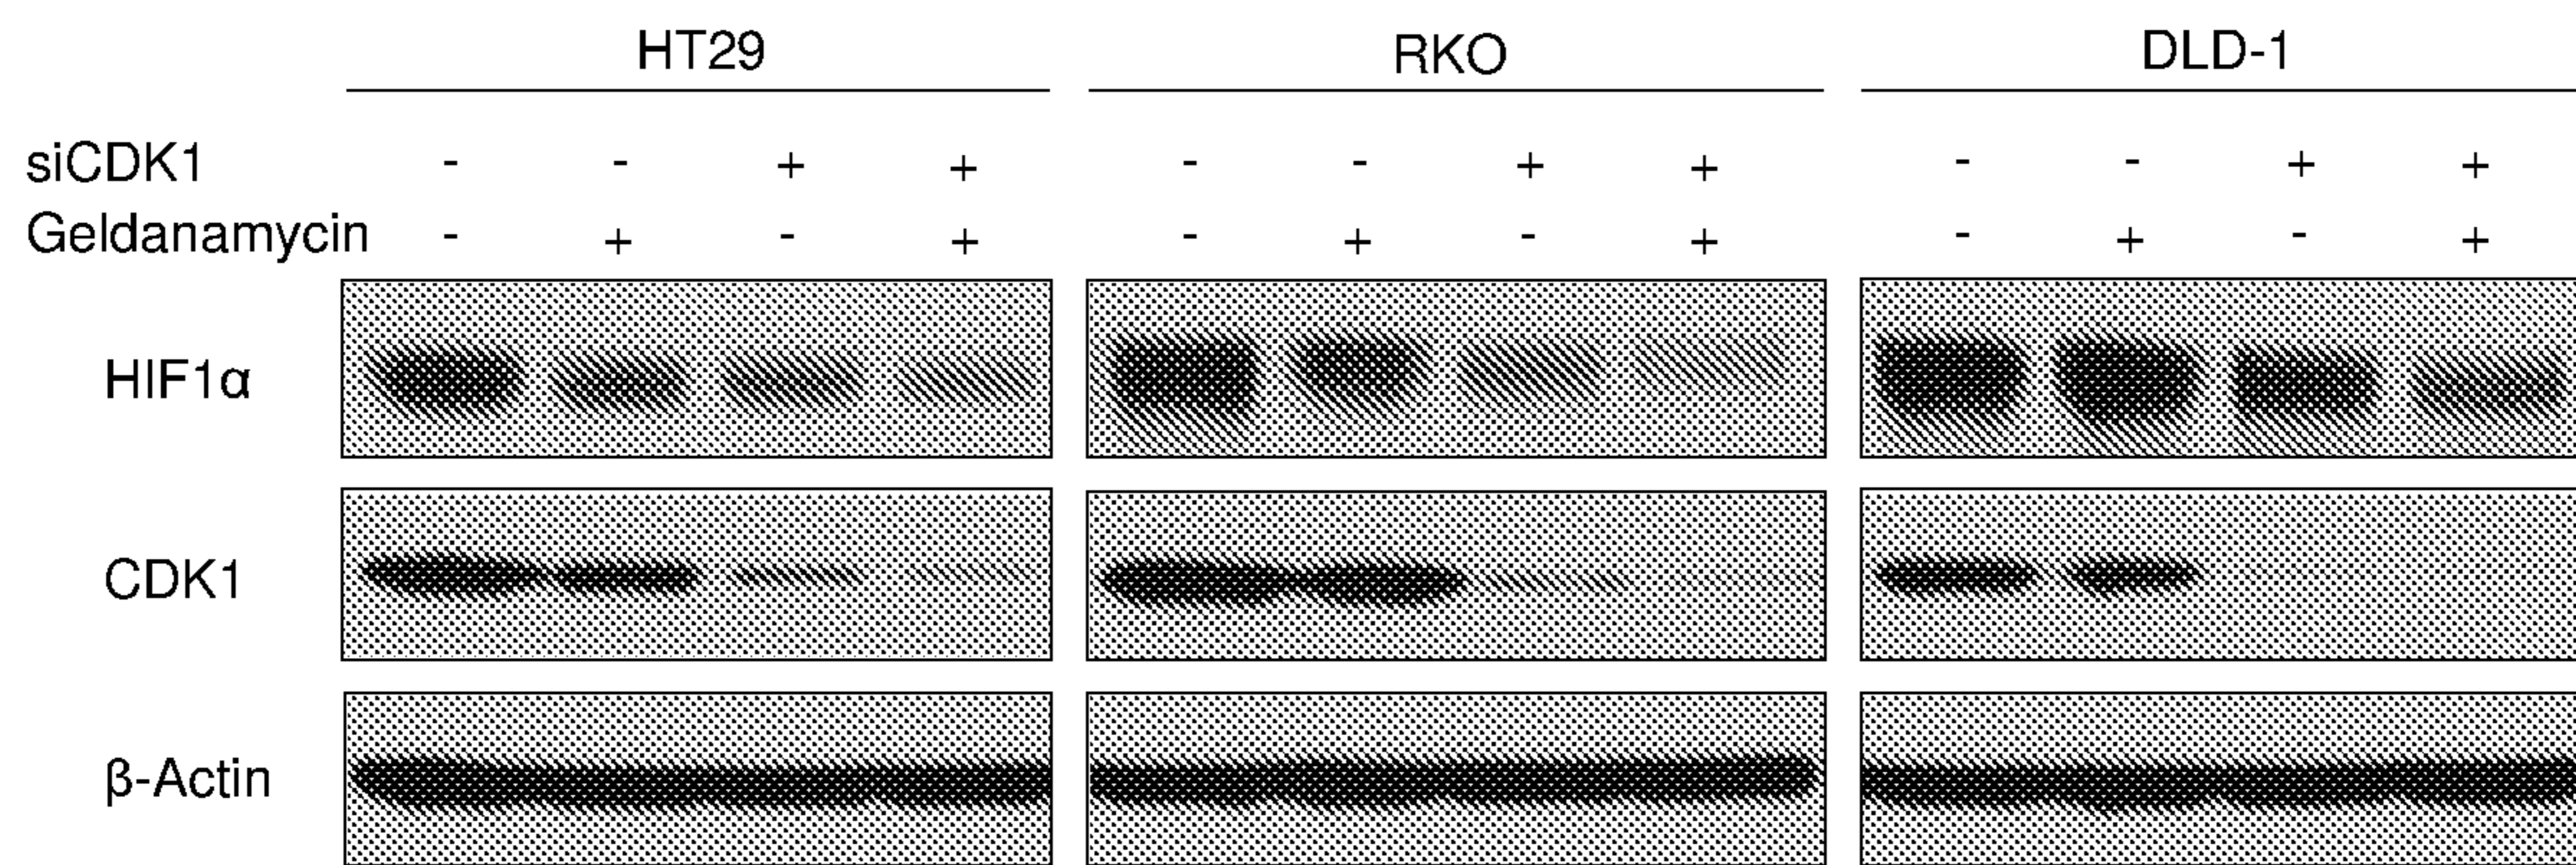 HT29 RKO DLD-1
siCDK1 - - + + - - + + - - + +
Geldanamycin - + - + - + - + - + - +
HIF1α
CDK1
β-Actin